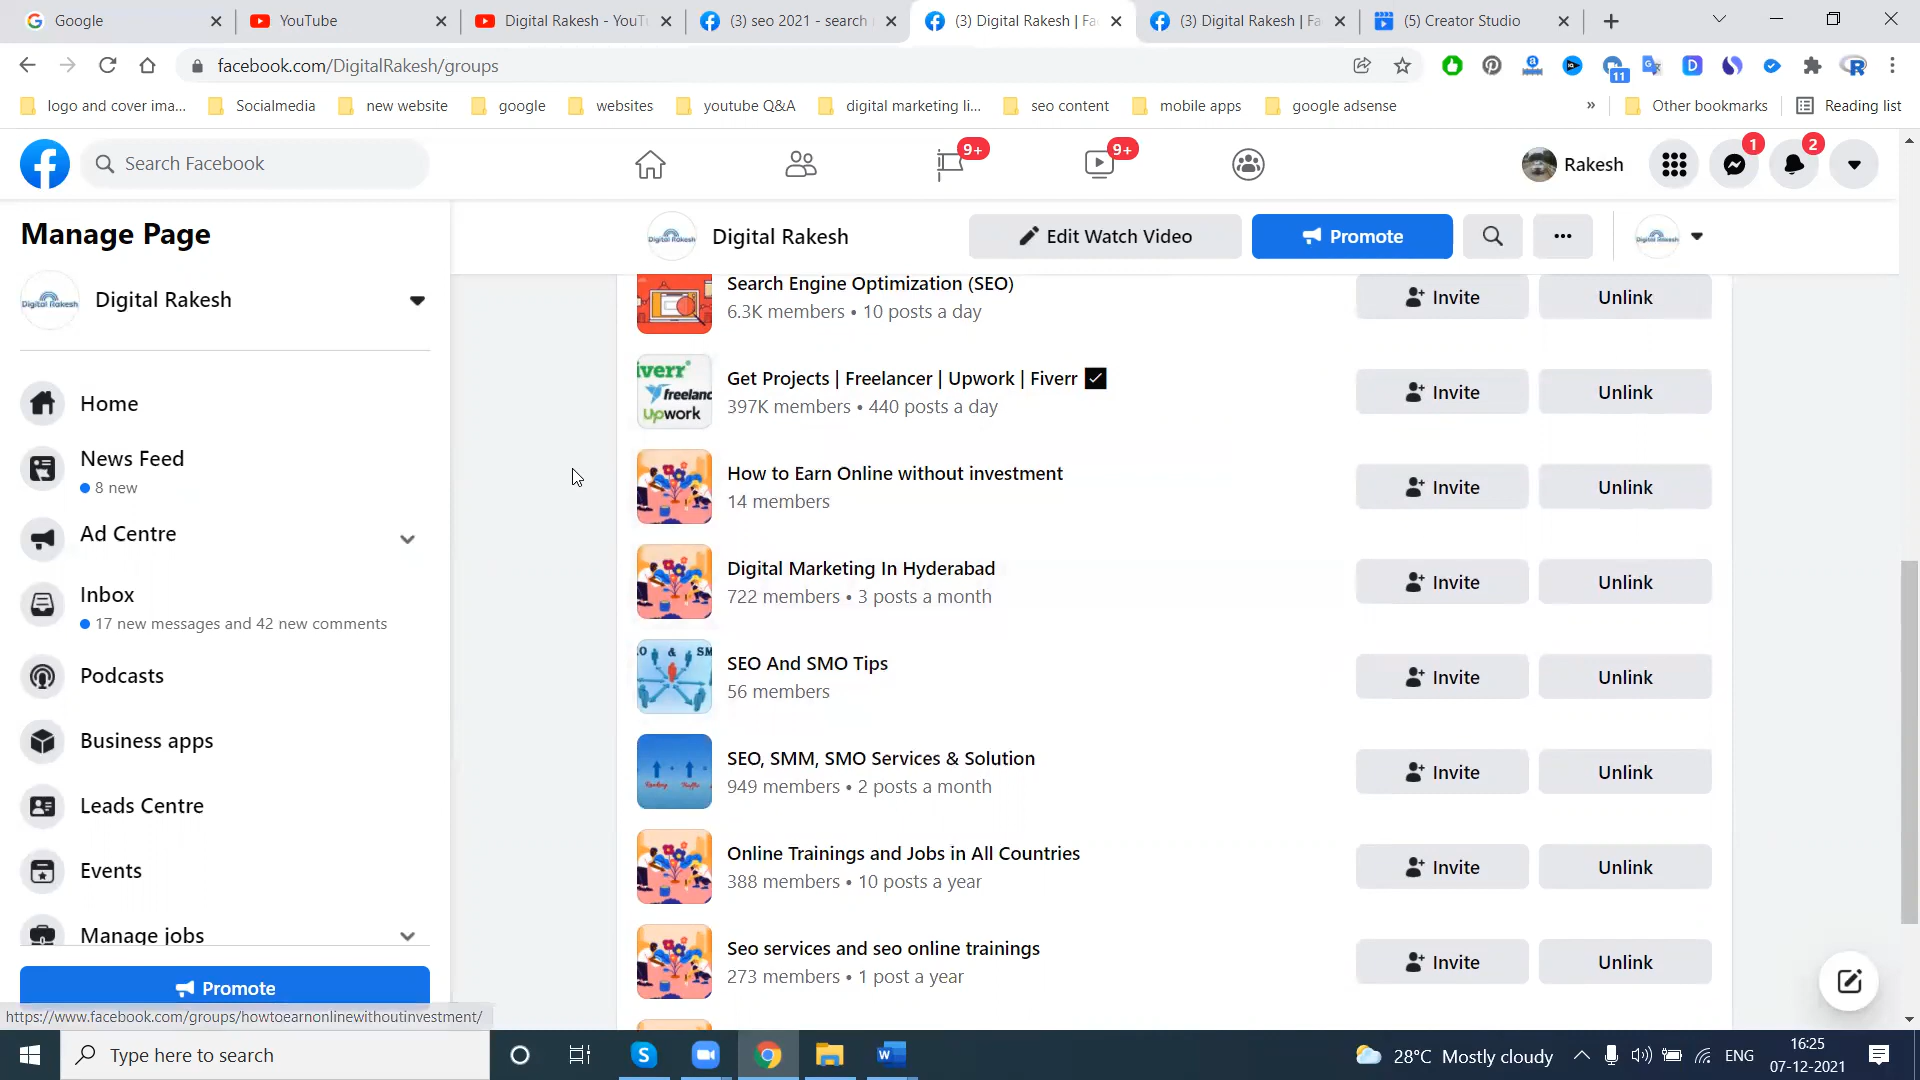 Google
YouTube
Digital Rakesh - YouT
(3) seo 2021 - search
(3) Digital Rakesh | Fa
(3) Digital Rakesh | Fa
(5) Creator Studio
facebook.com/DigitalRakesh/groups
11
logo and cover ima...
Socialmedia
new website
google
websites
youtube Q&A
digital marketing li...
seo content
mobile apps
google adsense
»
Other bookmarks
Reading list
Search Facebook
9+
9+
Rakesh
1
2
Manage Page
Digital Rakesh
Home
News Feed
8 new
Ad Centre
Inbox
17 new messages and 42 new comments
Podcasts
Business apps
Leads Centre
Events
Manage jobs
Promote
Digital Rakesh
Edit Watch Video
Promote
Search Engine Optimization (SEO)
6.3K members • 10 posts a day
Invite
Unlink
Get Projects | Freelancer | Upwork | Fiverr
397K members • 440 posts a day
Invite
Unlink
How to Earn Online without investment
14 members
Invite
Unlink
Digital Marketing In Hyderabad
722 members • 3 posts a month
Invite
Unlink
SEO And SMO Tips
56 members
Invite
Unlink
SEO, SMM, SMO Services & Solution
949 members • 2 posts a month
Invite
Unlink
Online Trainings and Jobs in All Countries
388 members • 10 posts a year
Invite
Unlink
Seo services and seo online trainings
273 members • 1 post a year
Invite
Unlink
https://www.facebook.com/groups/howtoearnonlinewithoutinvestment/
Type here to search
28°C Mostly cloudy
ENG
16:25
07-12-2021